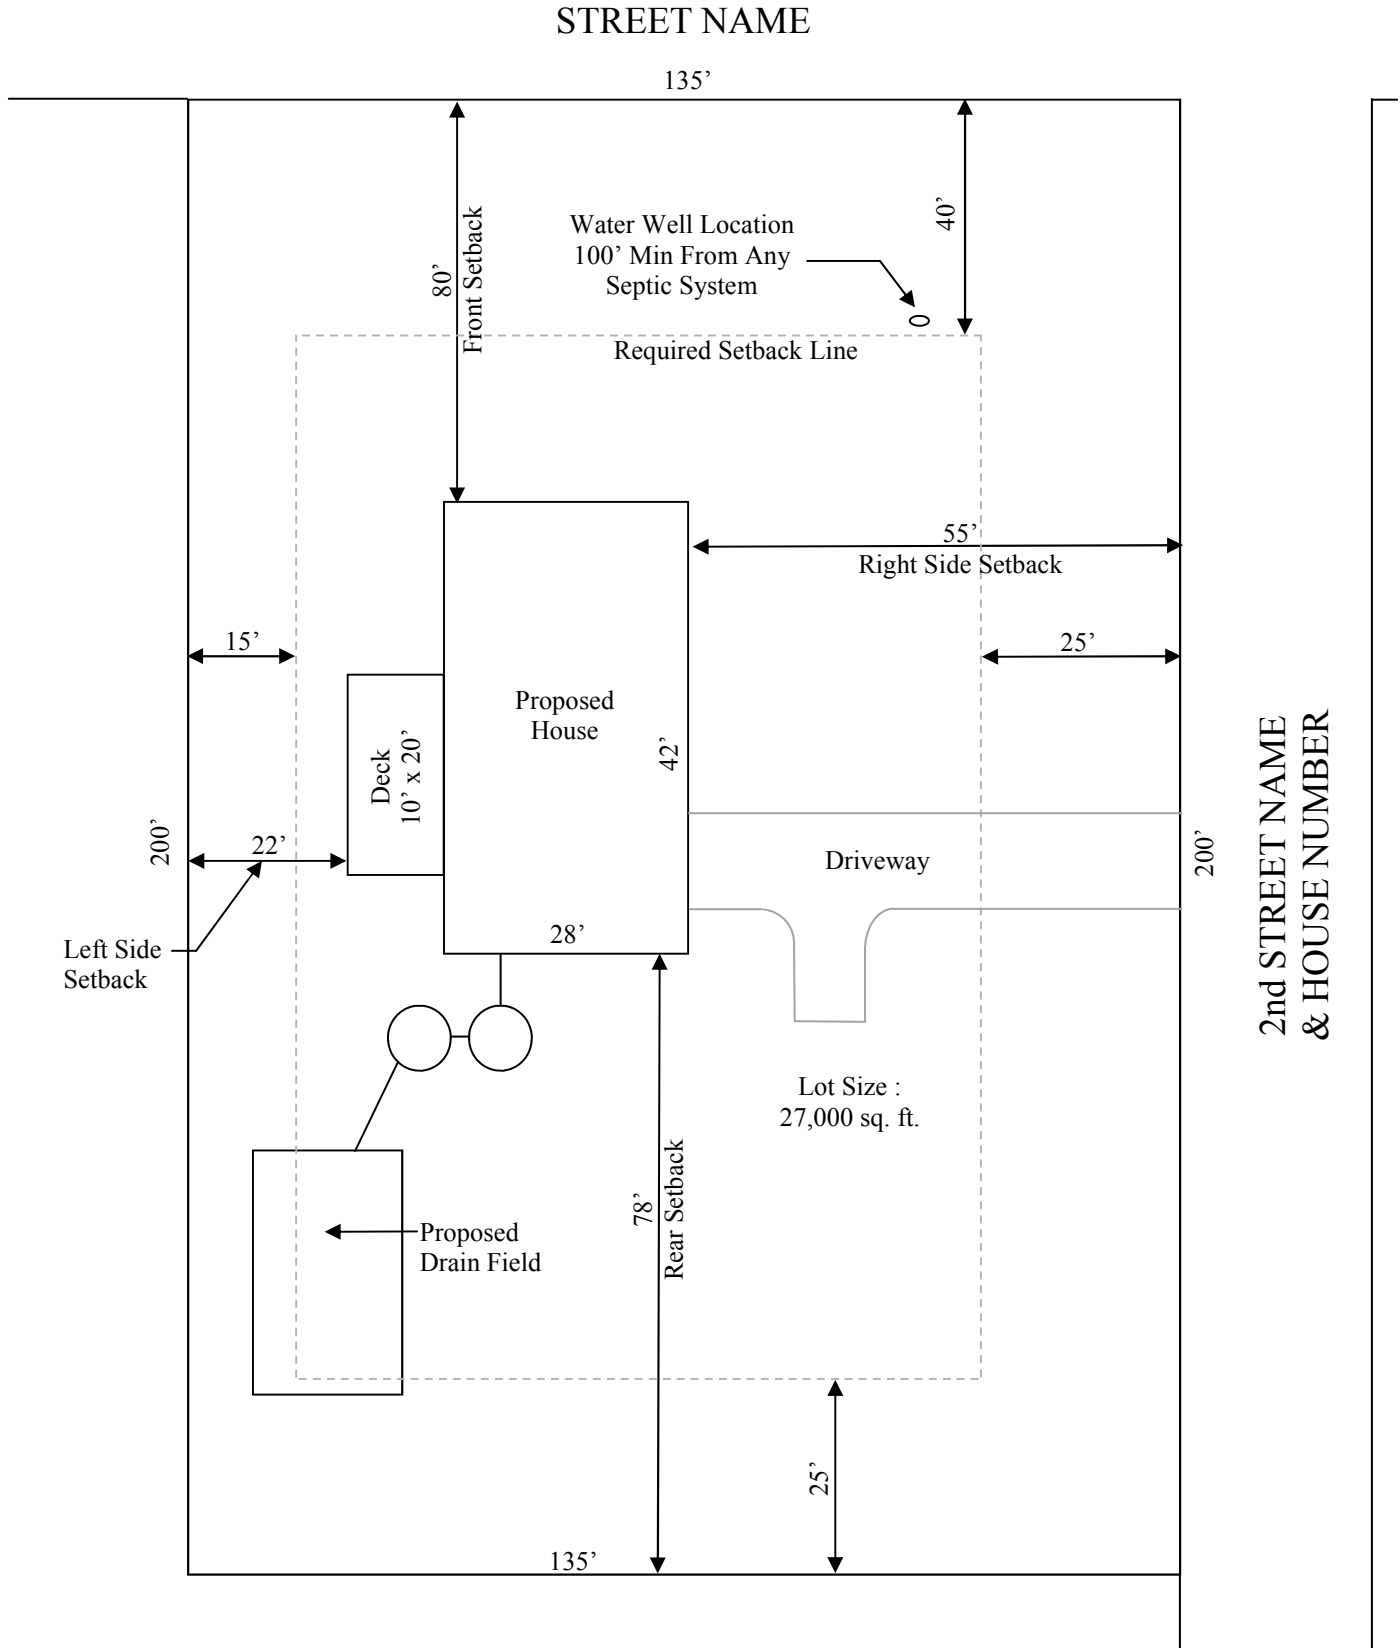 STREET NAME
135’
40’
Water Well Location
100’ Min From Any
Septic System
80’
Front Setback
Required Setback Line
55’
Right Side Setback
15’
25’
Proposed
House
42’
Deck
10’ x 20’
200’
22’
Driveway
200’
2nd STREET NAME
& HOUSE NUMBER
28’
Left Side
Setback
Lot Size :
27,000 sq. ft.
78’
Rear Setback
Proposed
Drain Field
25’
135’